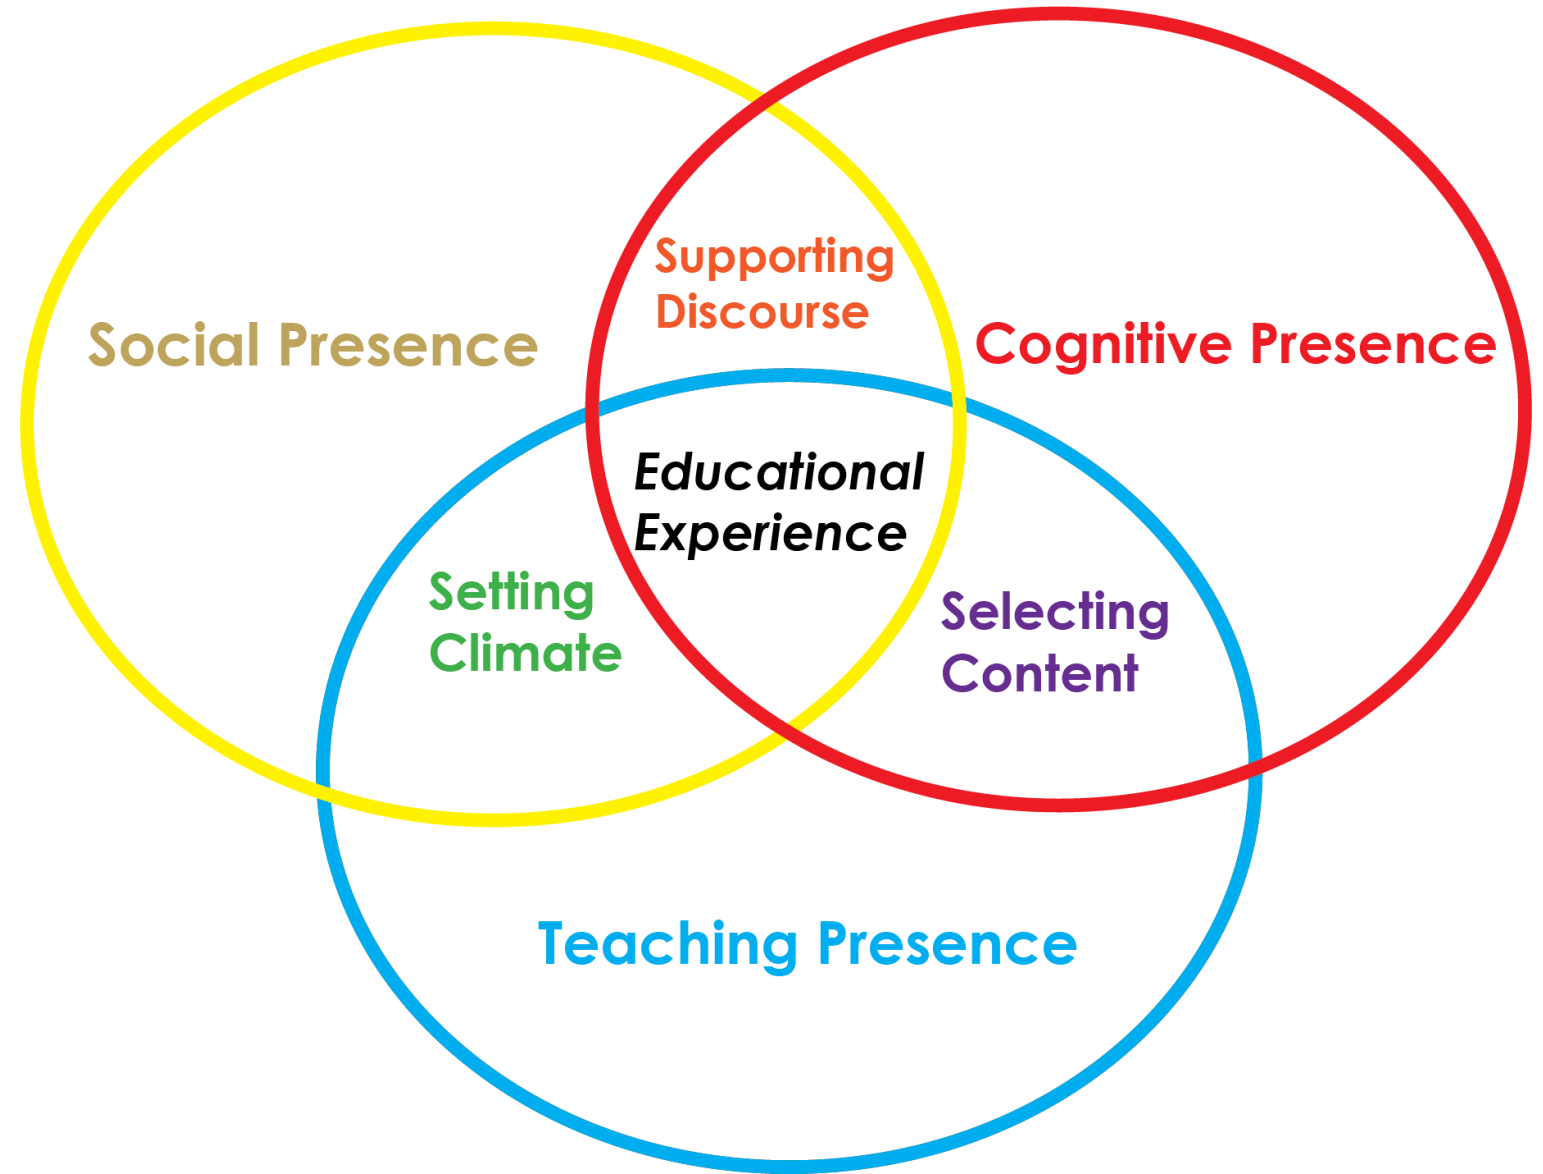 Supporting
Discourse
Social Presence
Cognitive Presence
Educational
Experience
Setting
Climate
Selecting
Content
Teaching Presence